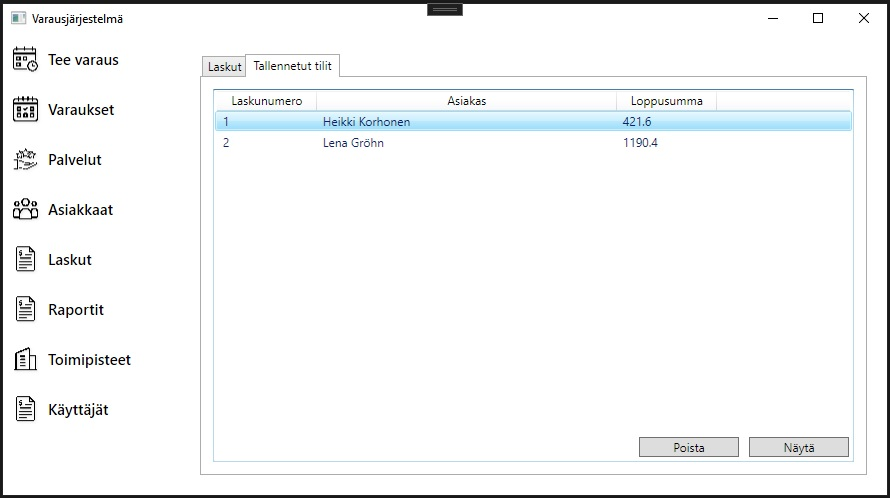 Varausjärjestelmä
Tee varaus
Varaukset
Palvelut
Asiakkaat
Laskut
Raportit
Toimipisteet
Käyttäjät
Laskut Tallennetut tilit
Laskunumero Asiakas Loppusumma
1 Heikki Korhonen 421.6
2 Lena Gröhn 1190.4
Poista Näytä